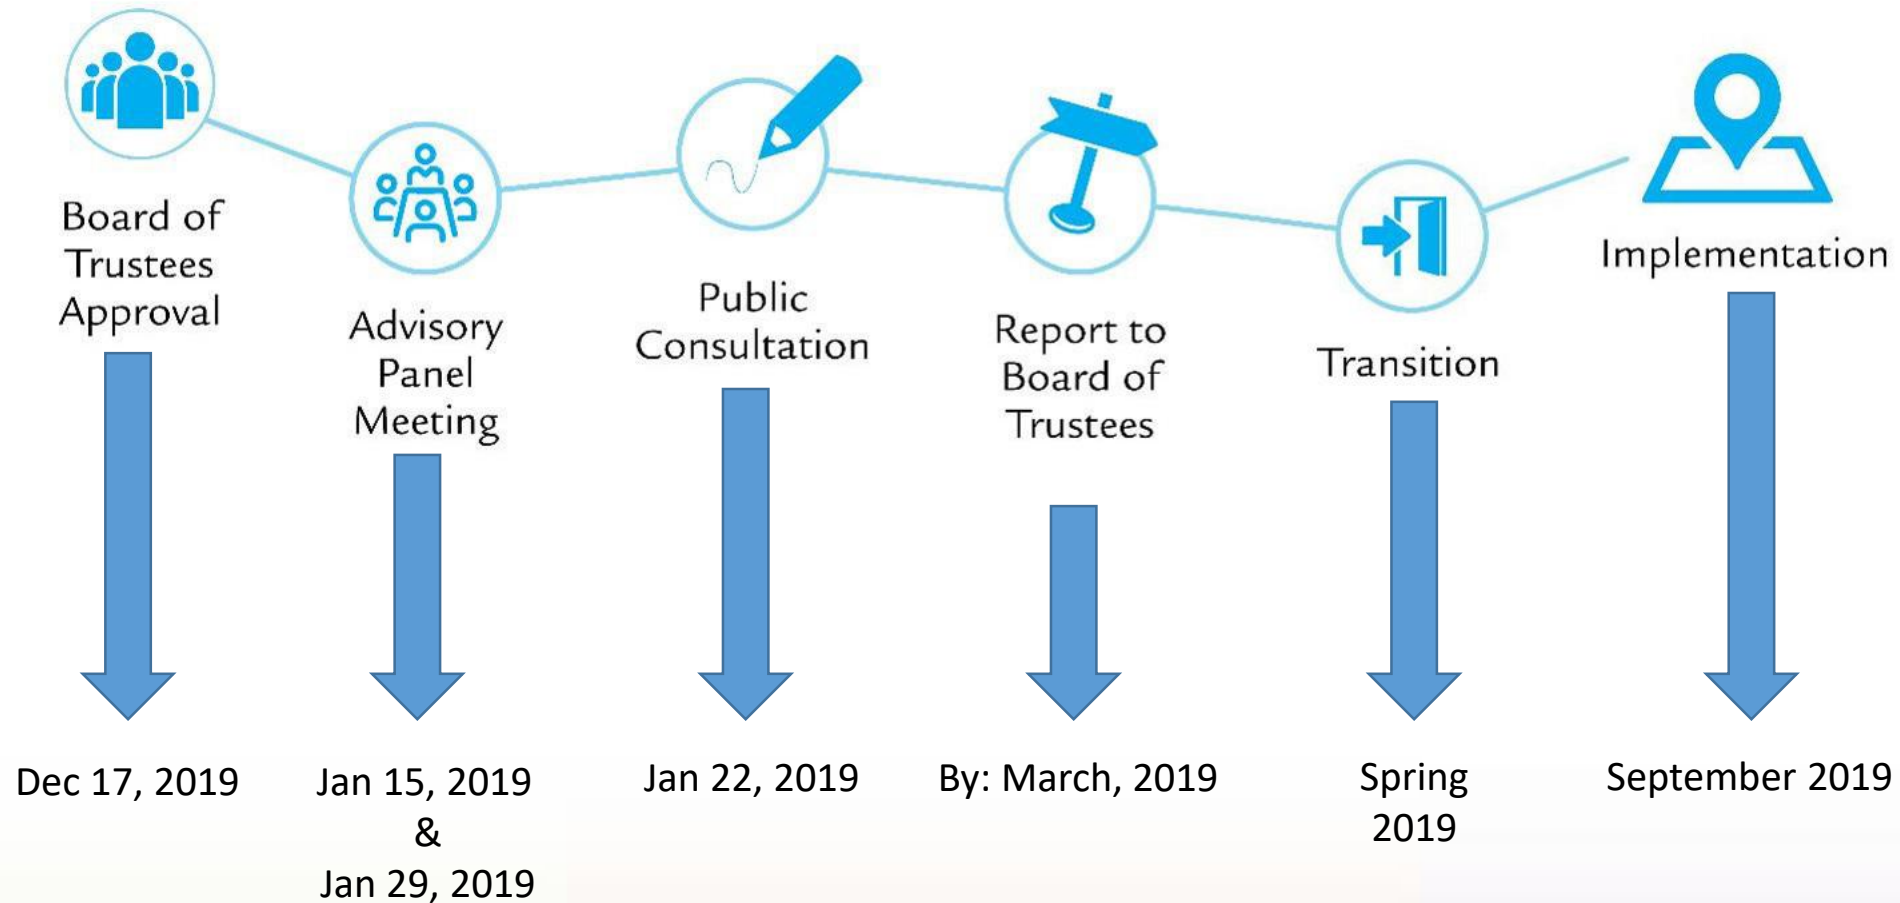 Board of
Trustees
Approval
Advisory
Panel
Meeting
Public
Consultation
Report to
Board of
Trustees
Transition
Implementation
Dec 17, 2019
Jan 15, 2019
&
Jan 29, 2019
Jan 22, 2019
By: March, 2019
Spring
2019
September 2019